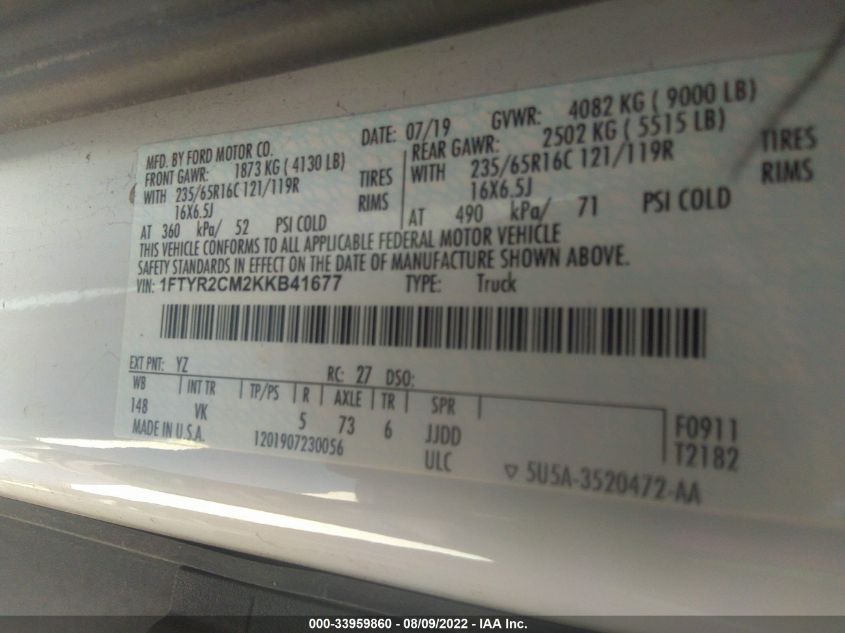 MFD. BY FORD MOTOR CO.
DATE: 07/19 GVWR: 4082 KG ( 9000 LB)
FRONT GAWR: 1873 KG ( 4130 LB)
REAR GAWR: 2502 KG ( 5515 LB)
WITH 235/65R16C 121/119R TIRES
WITH 235/65R16C 121/119R TIRES
16X6.5J RIMS
16X6.5J RIMS
AT 360 kPa/ 52 PSI COLD
AT 490 kPa/ 71 PSI COLD
THIS VEHICLE CONFORMS TO ALL APPLICABLE FEDERAL MOTOR VEHICLE
SAFETY STANDARDS IN EFFECT ON THE DATE OF MANUFACTURE SHOWN ABOVE.
VIN: 1FTYR2CM2KKB41677 TYPE: Truck
EXT PNT: YZ RC: 27 DSO:
WB INT TR TP/PS R AXLE TR SPR
148 VK 5 73 6 JJDD F0911
MADE IN U.S.A. 1201907230056 ULC T2182
▽ 5U5A-3520472-AA
000-33959860 - 08/09/2022 - IAA Inc.